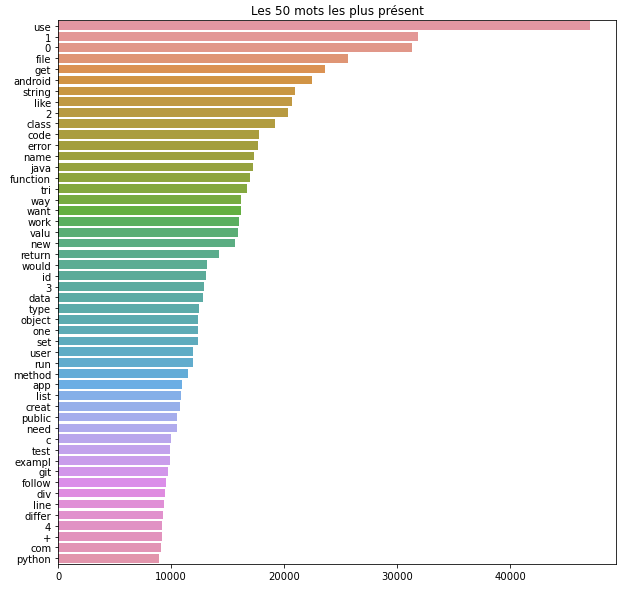 Les 50 mots les plus présent
use
1
0
file
get
android
string
like
2
class
code
error
name
java
function
tri
way
want
work
valu
new
return
would
id
3
data
type
object
one
set
user
run
method
app
list
creat
public
need
c
test
exampl
git
follow
div
line
differ
4
+
com
python
0 10000 20000 30000 40000